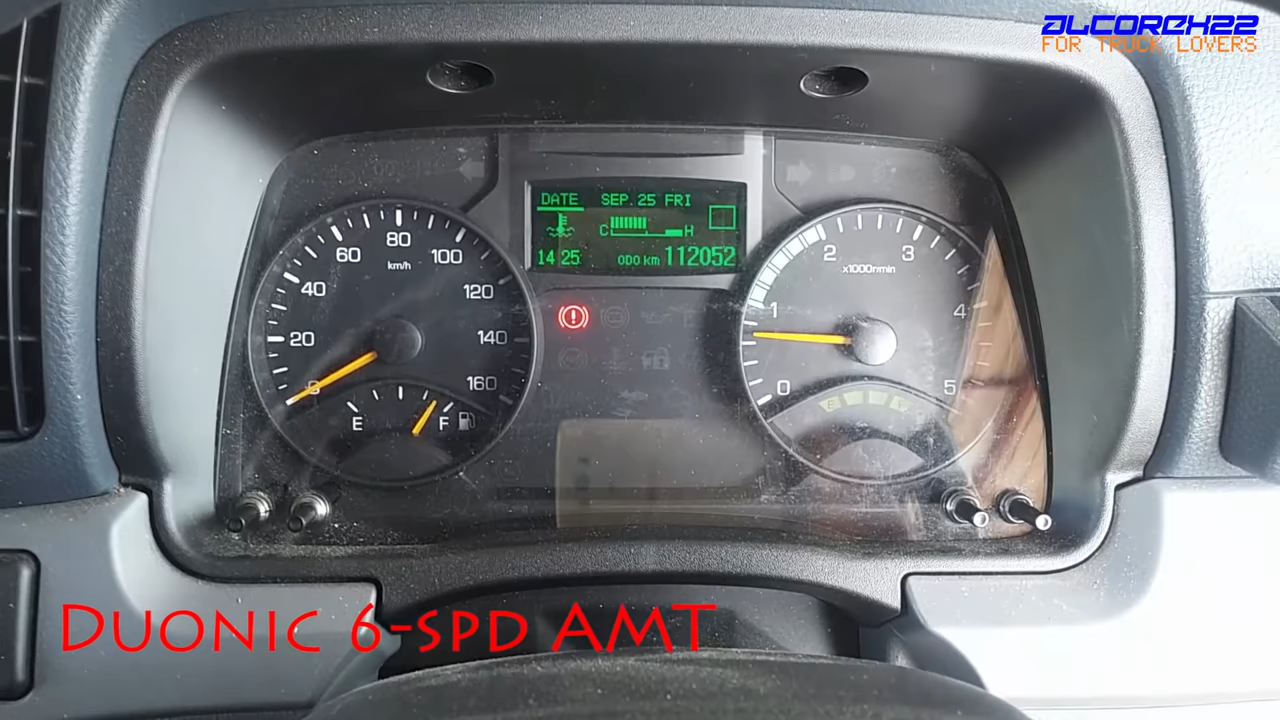 ALCOREX22
FOR TRUCK LOVERS
DATE SEP. 25 FRI
C H
14 25 ODO km 112052
0
20
40
60
80
100
120
140
160
km/h
E F
0
1
2
3
4
5
x1000r/min
DUONIC 6-SPD AMT